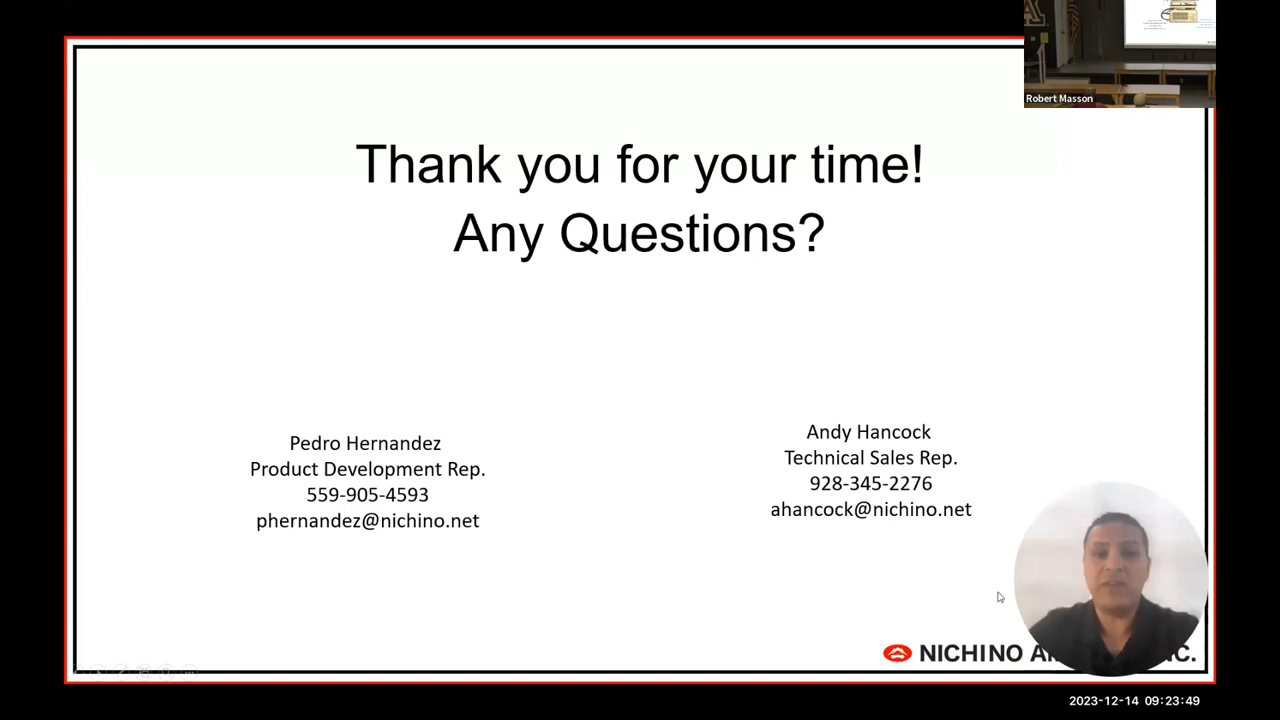 Robert Masson
Thank you for your time!
Any Questions?
Pedro Hernandez
Product Development Rep.
559-905-4593
phernandez@nichino.net
Andy Hancock
Technical Sales Rep.
928-345-2276
ahancock@nichino.net
NICHINO
2023-12-14 09:23:49